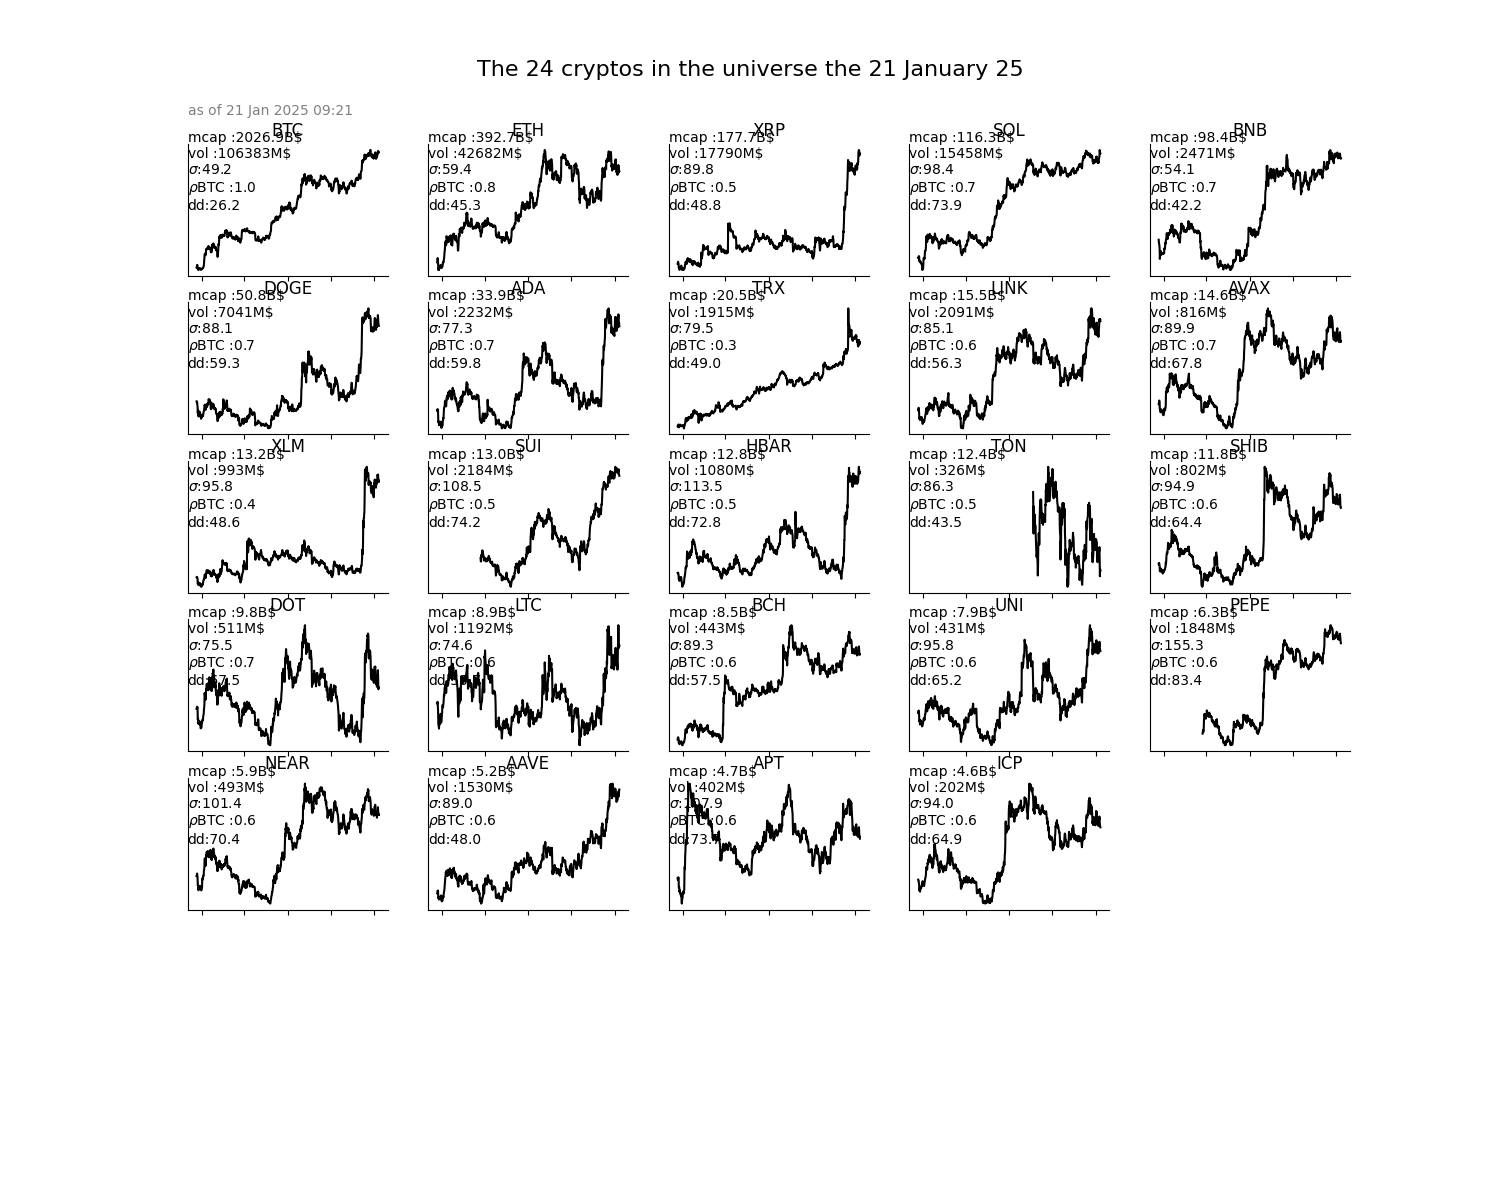 The 24 cryptos in the universe the 21 January 25
as of 21 Jan 2025 09:21
BTC
mcap :2026.9B$
vol :106383M$
σ:49.2
ρBTC :1.0
dd:26.2
ETH
mcap :392.7B$
vol :42682M$
σ:59.4
ρBTC :0.8
dd:45.3
XRP
mcap :177.7B$
vol :17790M$
σ:89.8
ρBTC :0.5
dd:48.8
SOL
mcap :116.3B$
vol :15458M$
σ:98.4
ρBTC :0.7
dd:73.9
BNB
mcap :98.4B$
vol :2471M$
σ:54.1
ρBTC :0.7
dd:42.2
DOGE
mcap :50.8B$
vol :7041M$
σ:88.1
ρBTC :0.7
dd:59.3
ADA
mcap :33.9B$
vol :2232M$
σ:77.3
ρBTC :0.7
dd:59.8
TRX
mcap :20.5B$
vol :1915M$
σ:79.5
ρBTC :0.3
dd:49.0
LINK
mcap :15.5B$
vol :2091M$
σ:85.1
ρBTC :0.6
dd:56.3
AVAX
mcap :14.6B$
vol :816M$
σ:89.9
ρBTC :0.7
dd:67.8
XLM
mcap :13.2B$
vol :993M$
σ:95.8
ρBTC :0.4
dd:48.6
SUI
mcap :13.0B$
vol :2184M$
σ:108.5
ρBTC :0.5
dd:74.2
HBAR
mcap :12.8B$
vol :1080M$
σ:113.5
ρBTC :0.5
dd:72.8
TON
mcap :12.4B$
vol :326M$
σ:86.3
ρBTC :0.5
dd:43.5
SHIB
mcap :11.8B$
vol :802M$
σ:94.9
ρBTC :0.6
dd:64.4
DOT
mcap :9.8B$
vol :511M$
σ:75.5
ρBTC :0.7
dd:67.5
LTC
mcap :8.9B$
vol :1192M$
σ:74.6
ρBTC :0.6
BCH
mcap :8.5B$
vol :443M$
σ:89.3
ρBTC :0.6
dd:57.5
UNI
mcap :7.9B$
vol :431M$
σ:95.8
ρBTC :0.6
dd:65.2
PEPE
mcap :6.3B$
vol :1848M$
σ:155.3
ρBTC :0.6
dd:83.4
NEAR
mcap :5.9B$
vol :493M$
σ:101.4
ρBTC :0.6
dd:70.4
AAVE
mcap :5.2B$
vol :1530M$
σ:89.0
ρBTC :0.6
dd:48.0
APT
mcap :4.7B$
vol :402M$
σ:107.9
ρBTC :0.6
ICP
mcap :4.6B$
vol :202M$
σ:94.0
ρBTC :0.6
dd:64.9